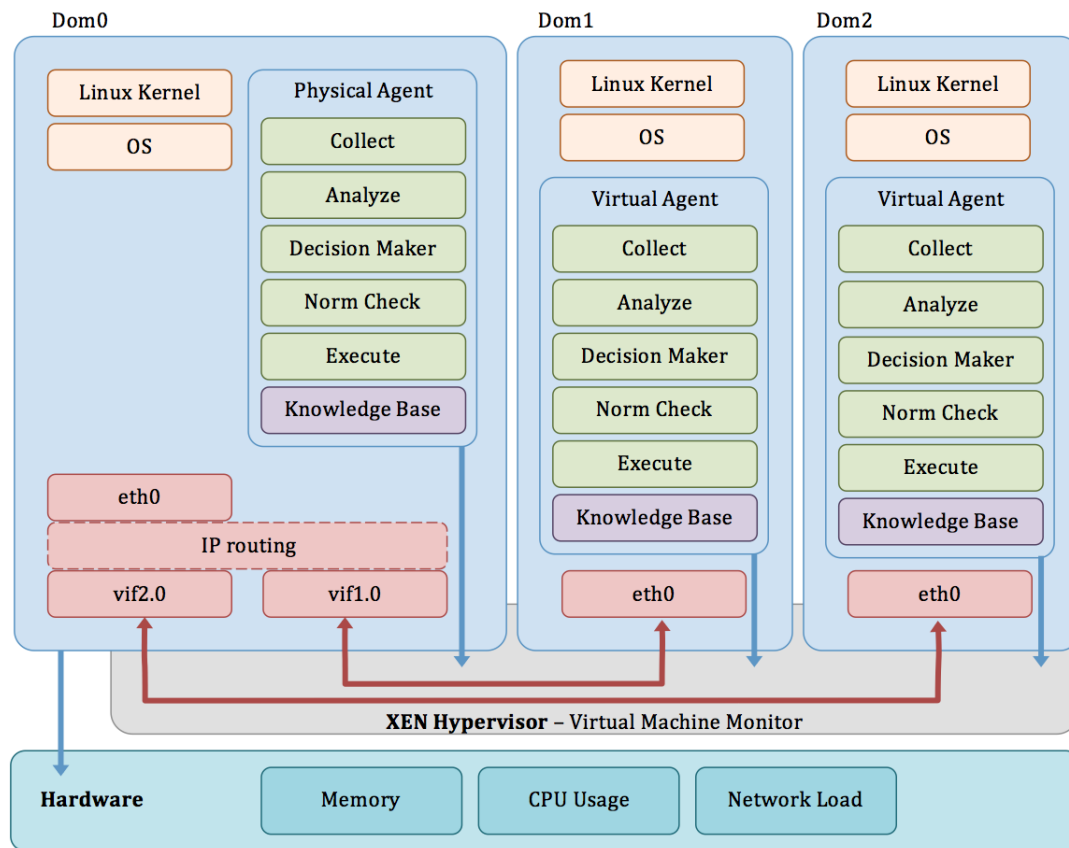 Dom0
Linux Kernel
OS
Physical Agent
Collect
Analyze
Decision Maker
Norm Check
Execute
Knowledge Base
eth0
IP routing
vif2.0
vif1.0
Dom1
Linux Kernel
OS
Virtual Agent
Collect
Analyze
Decision Maker
Norm Check
Execute
Knowledge Base
eth0
Dom2
Linux Kernel
OS
Virtual Agent
Collect
Analyze
Decision Maker
Norm Check
Execute
Knowledge Base
eth0
XEN Hypervisor – Virtual Machine Monitor
Hardware
Memory
CPU Usage
Network Load